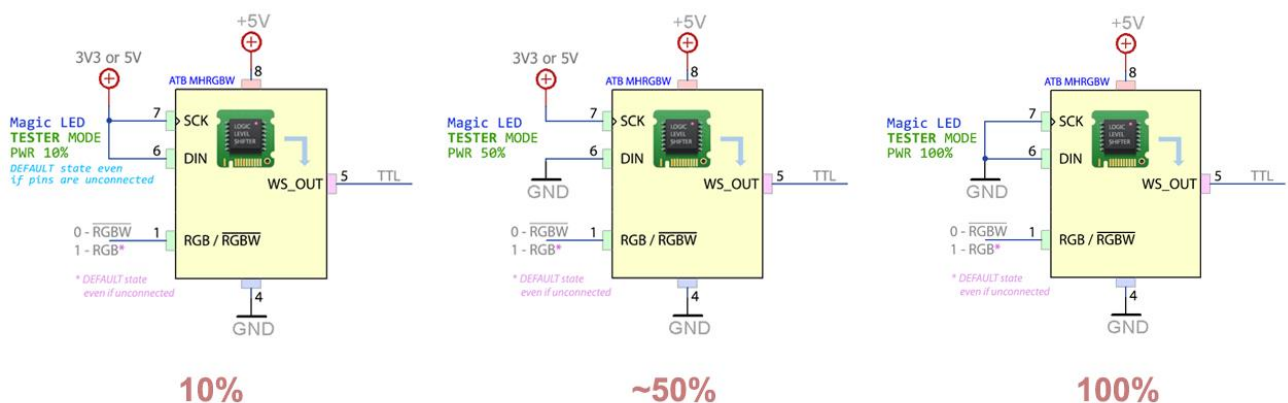 +5V
3V3 or 5V
8
ATB MHRGBW
Magic LED
TESTER MODE
PWR 10%
DEFAULT state even
if pins are unconnected
7
SCK
6
DIN
LOGIC
LEVEL
SHIFTER
WS_OUT
5
TTL
0 - RGBW
1 - RGB*
1
RGB / RGBW
* DEFAULT state
even if unconnected
4
GND
10%
+5V
3V3 or 5V
8
ATB MHRGBW
Magic LED
TESTER MODE
PWR 50%
7
SCK
6
DIN
GND
LOGIC
LEVEL
SHIFTER
WS_OUT
5
TTL
0 - RGBW
1 - RGB*
1
RGB / RGBW
* DEFAULT state
even if unconnected
4
GND
~50%
+5V
8
ATB MHRGBW
Magic LED
TESTER MODE
PWR 100%
7
SCK
6
DIN
GND
LOGIC
LEVEL
SHIFTER
WS_OUT
5
TTL
0 - RGBW
1 - RGB*
1
RGB / RGBW
* DEFAULT state
even if unconnected
4
GND
100%